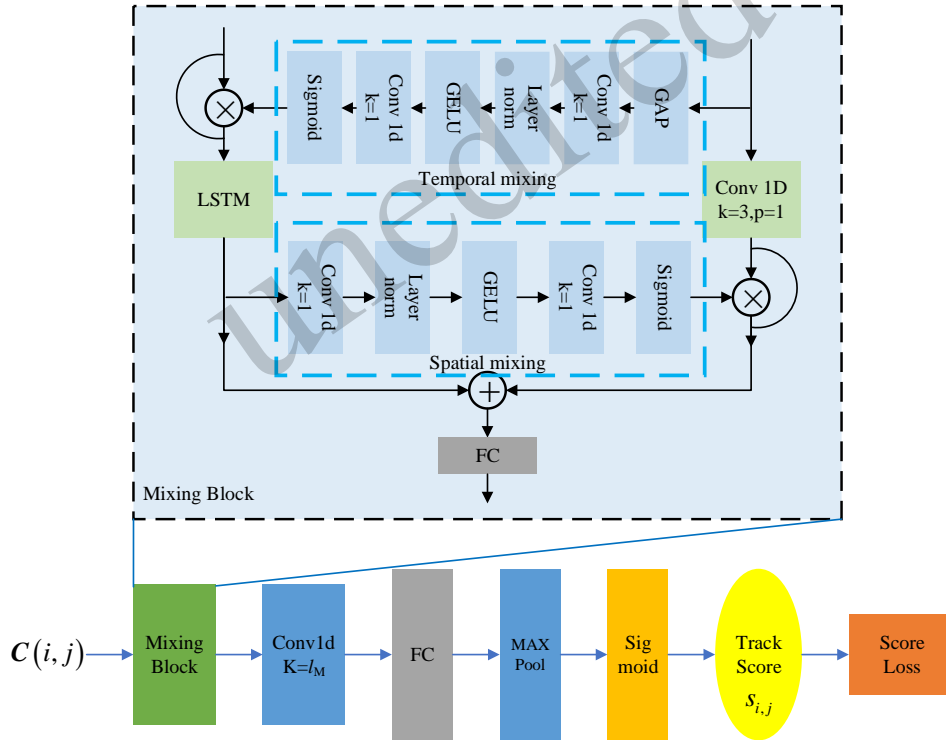 Sigmoid
Conv 1d
k=1
GELU
Layer
norm
Conv 1d
k=1
GAP
Temporal mixing
LSTM
Conv 1D
k=3,p=1
Conv 1d
k=1
Layer
norm
GELU
Conv 1d
k=1
Sigmoid
Spatial mixing
FC
Mixing Block
unedited
C(i, j)
Mixing
Block
Conv1d
K=l_M
FC
MAX
Pool
Sig
moid
Track
Score
s_{i,j}
Score
Loss